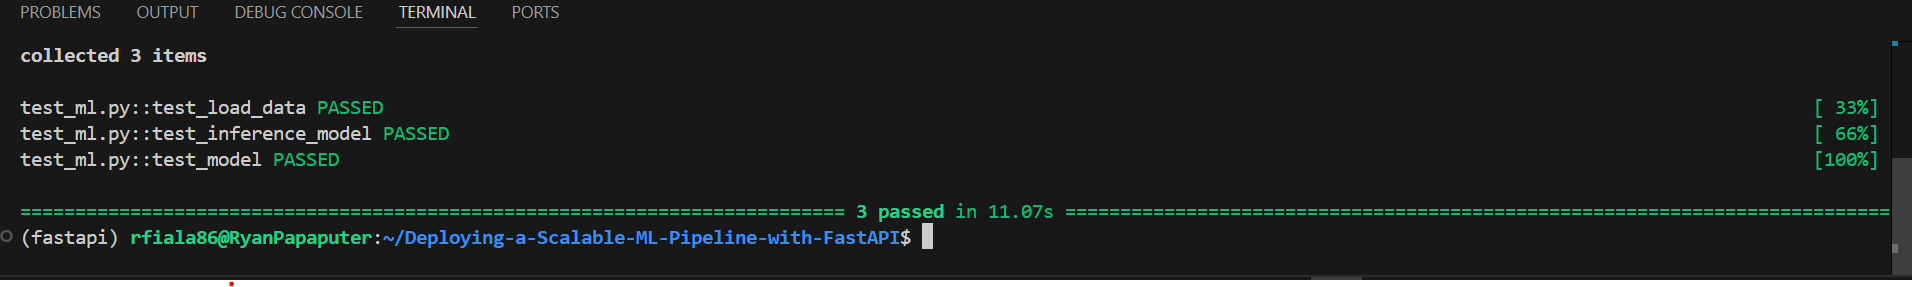 PROBLEMS OUTPUT DEBUG CONSOLE TERMINAL PORTS
collected 3 items
test_ml.py::test_load_data PASSED [ 33%]
test_ml.py::test_inference_model PASSED [ 66%]
test_ml.py::test_model PASSED [100%]
=========================================================================== 3 passed in 11.07s ===========================================================================
(fastapi) rfiala86@RyanPapaputer:~/Deploying-a-Scalable-ML-Pipeline-with-FastAPI$